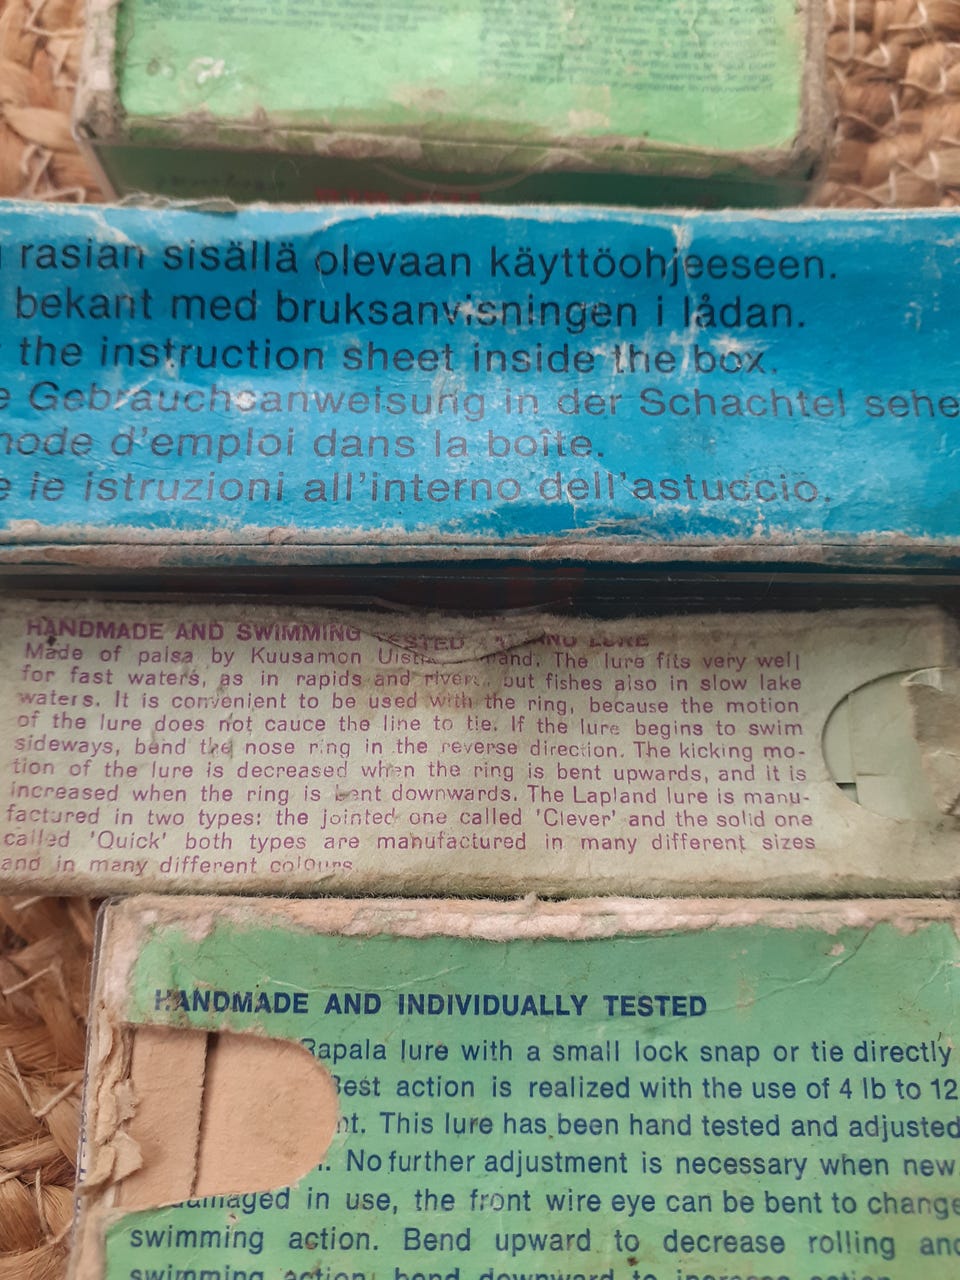 rasian sisällä olevaan käyttöohjeeseen.
bekant med bruksanvisningen i lådan.
the instruction sheet inside the box.
Gebrauchsanweisung in der Schachtel sehe
mode d'emploi dans la boîte.
le istruzioni all'interno dell'astuccio.
HANDMADE AND SWIMMING TESTED LURE
Made of palsa by Kuusamon The lure fits very well
for fast waters, as in rapids and rivers, but fishes also in slow lake
waters. It is convenient to be used with the ring, because the motion
of the lure does not cauce the line to tie. If the lure begins to swim
sideways, bend the nose ring in the reverse direction. The kicking mo-
tion of the lure is decreased when the ring is bent upwards, and it is
increased when the ring is bent downwards. The Lapland lure is manu-
factured in two types: the jointed one called 'Clever' and the solid one
called 'Quick' both types are manufactured in many different sizes
and in many different colours.
HANDMADE AND INDIVIDUALLY TESTED
Rapala lure with a small lock snap or tie directly
Best action is realized with the use of 4 lb to 12
This lure has been hand tested and adjusted
No further adjustment is necessary when new.
damaged in use, the front wire eye can be bent to change
swimming action. Bend upward to decrease rolling and
swimming action, bend downward to increase